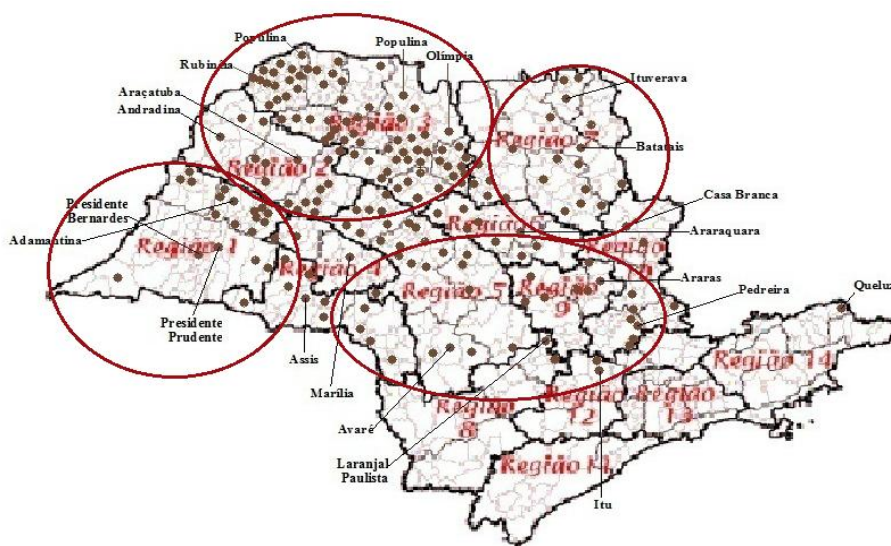 Populina
Populina
Rubinéia
Olímpia
Araçatuba
Andradina
Ituverava
Região 3
Região 7
Batatais
Região 2
Presidente
Bernardes
Casa Branca
Adamantina
Região 6
Araraquara
Região 1
Região 4
Região
10
Região 5
Região
9
Araras
Pedreira
Queluz
Presidente
Prudente
Assis
Marília
Região 14
Região
8
Região
12
Região
13
Avaré
Laranjal
Paulista
Região 11
Itu